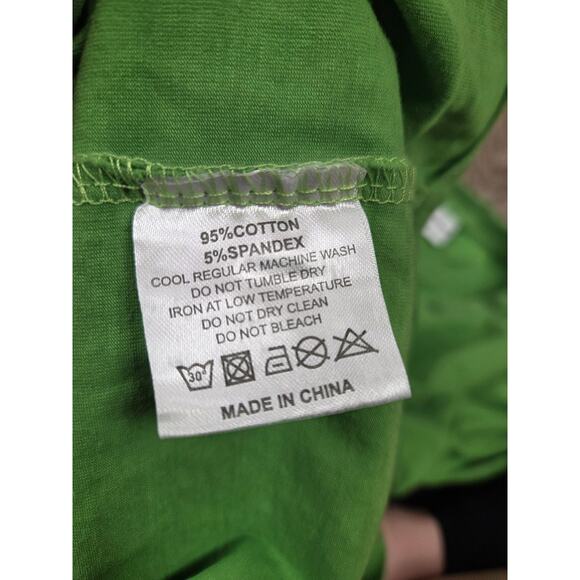 95%COTTON
5%SPANDEX
COOL REGULAR MACHINE WASH
DO NOT TUMBLE DRY
IRON AT LOW TEMPERATURE
DO NOT DRY CLEAN
DO NOT BLEACH
30°
MADE IN CHINA